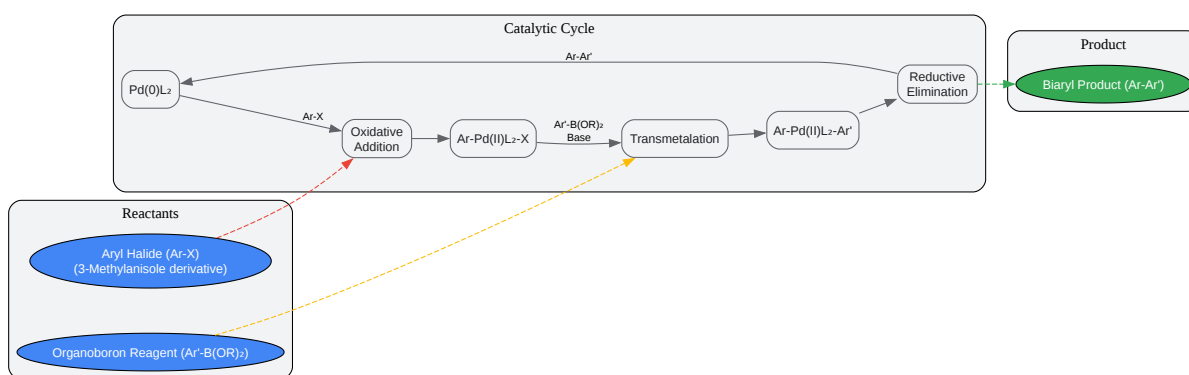 Catalytic Cycle
Product
Ar-Ar'
Reductive
Elimination
Biaryl Product (Ar-Ar')
Pd(0)L₂
Ar-X
Oxidative
Addition
Ar-Pd(II)L₂-X
Ar'-B(OR)₂
Base
Transmetalation
Ar-Pd(II)L₂-Ar'
Reactants
Aryl Halide (Ar-X)
(3-Methylanisole derivative)
Organoboron Reagent (Ar'-B(OR)₂)